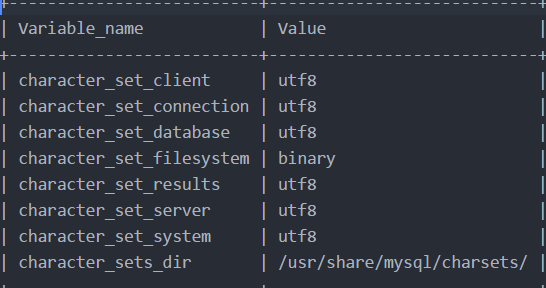 +--------------------------+----------------------------+
| Variable_name            | Value                      |
+--------------------------+----------------------------+
| character_set_client     | utf8                       |
| character_set_connection | utf8                       |
| character_set_database   | utf8                       |
| character_set_filesystem | binary                     |
| character_set_results    | utf8                       |
| character_set_server     | utf8                       |
| character_set_system     | utf8                       |
| character_sets_dir       | /usr/share/mysql/charsets/ |